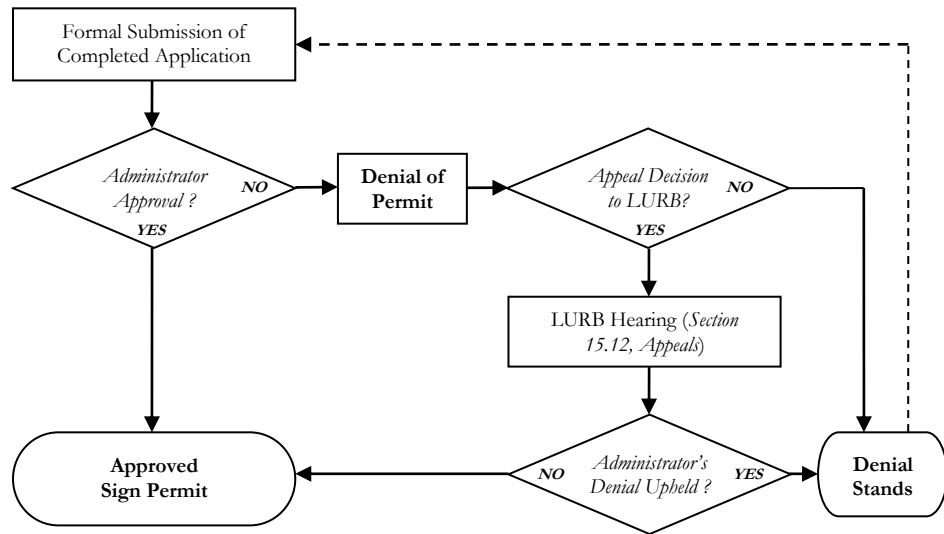 Formal Submission of
Completed Application
Administrator
Approval ?
NO
YES
Denial of
Permit
Appeal Decision
to LURB?
NO
YES
LURB Hearing (Section
15.12, Appeals)
Approved
Sign Permit
NO
Administrator's
Denial Upheld ?
YES
Denial
Stands